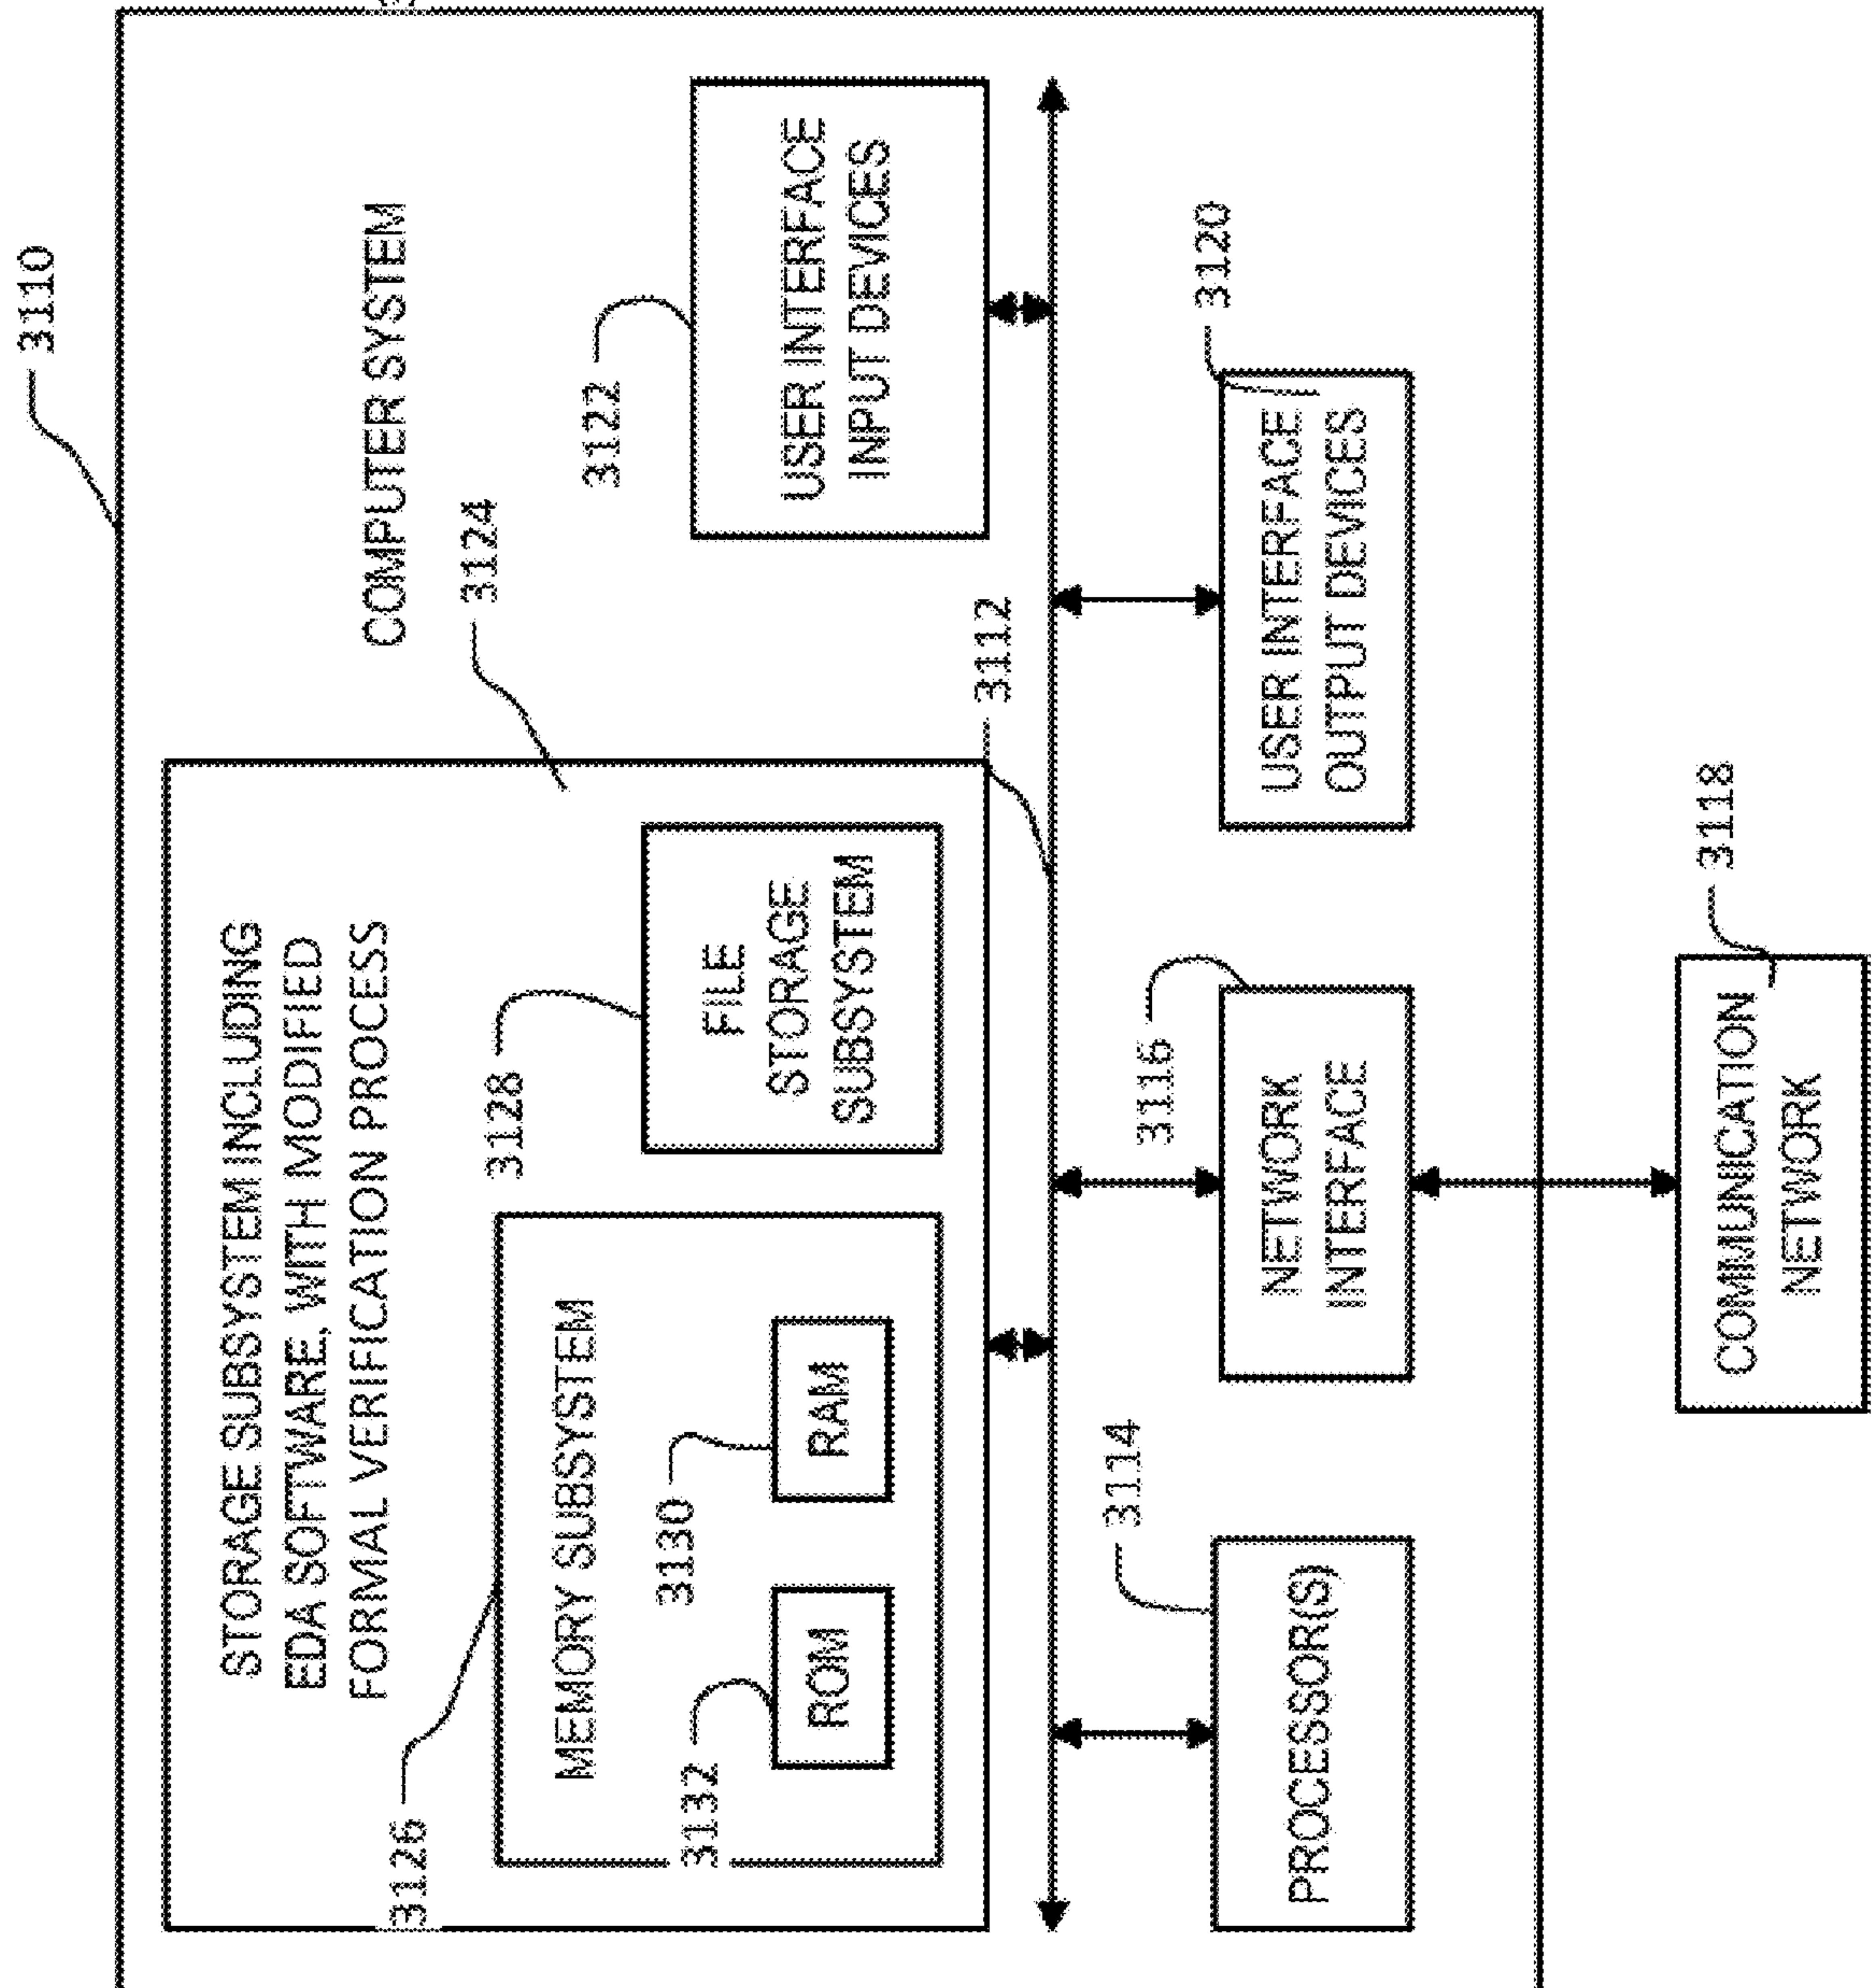 3110
COMPUTER SYSTEM
STORAGE SUBSYSTEM INCLUDING
EDA SOFTWARE, WITH MODIFIED
FORMAL VERIFICATION PROCESS
3124
3126
MEMORY SUBSYSTEM
3132
ROM
3130
RAM
3128
FILE
STORAGE
SUBSYSTEM
3122
USER INTERFACE
INPUT DEVICES
3112
3114
PROCESSOR(S)
3116
NETWORK
INTERFACE
3120
USER INTERFACE
OUTPUT DEVICES
3118
COMMUNICATION
NETWORK